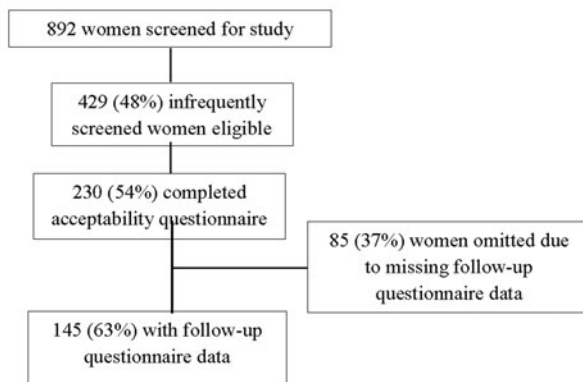 892 women screened for study
429 (48%) infrequently
screened women eligible
230 (54%) completed
acceptability questionnaire
85 (37%) women omitted due
to missing follow-up
questionnaire data
145 (63%) with follow-up
questionnaire data